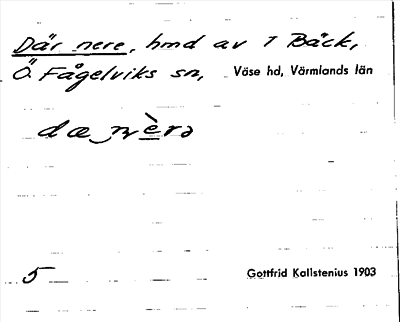 Där nere, hmd av 1 Bäck,
Ö. Fågelviks sn, Väse hd, Värmlands län
dæ nèrə
5
Gottfrid Kallstenius 1903